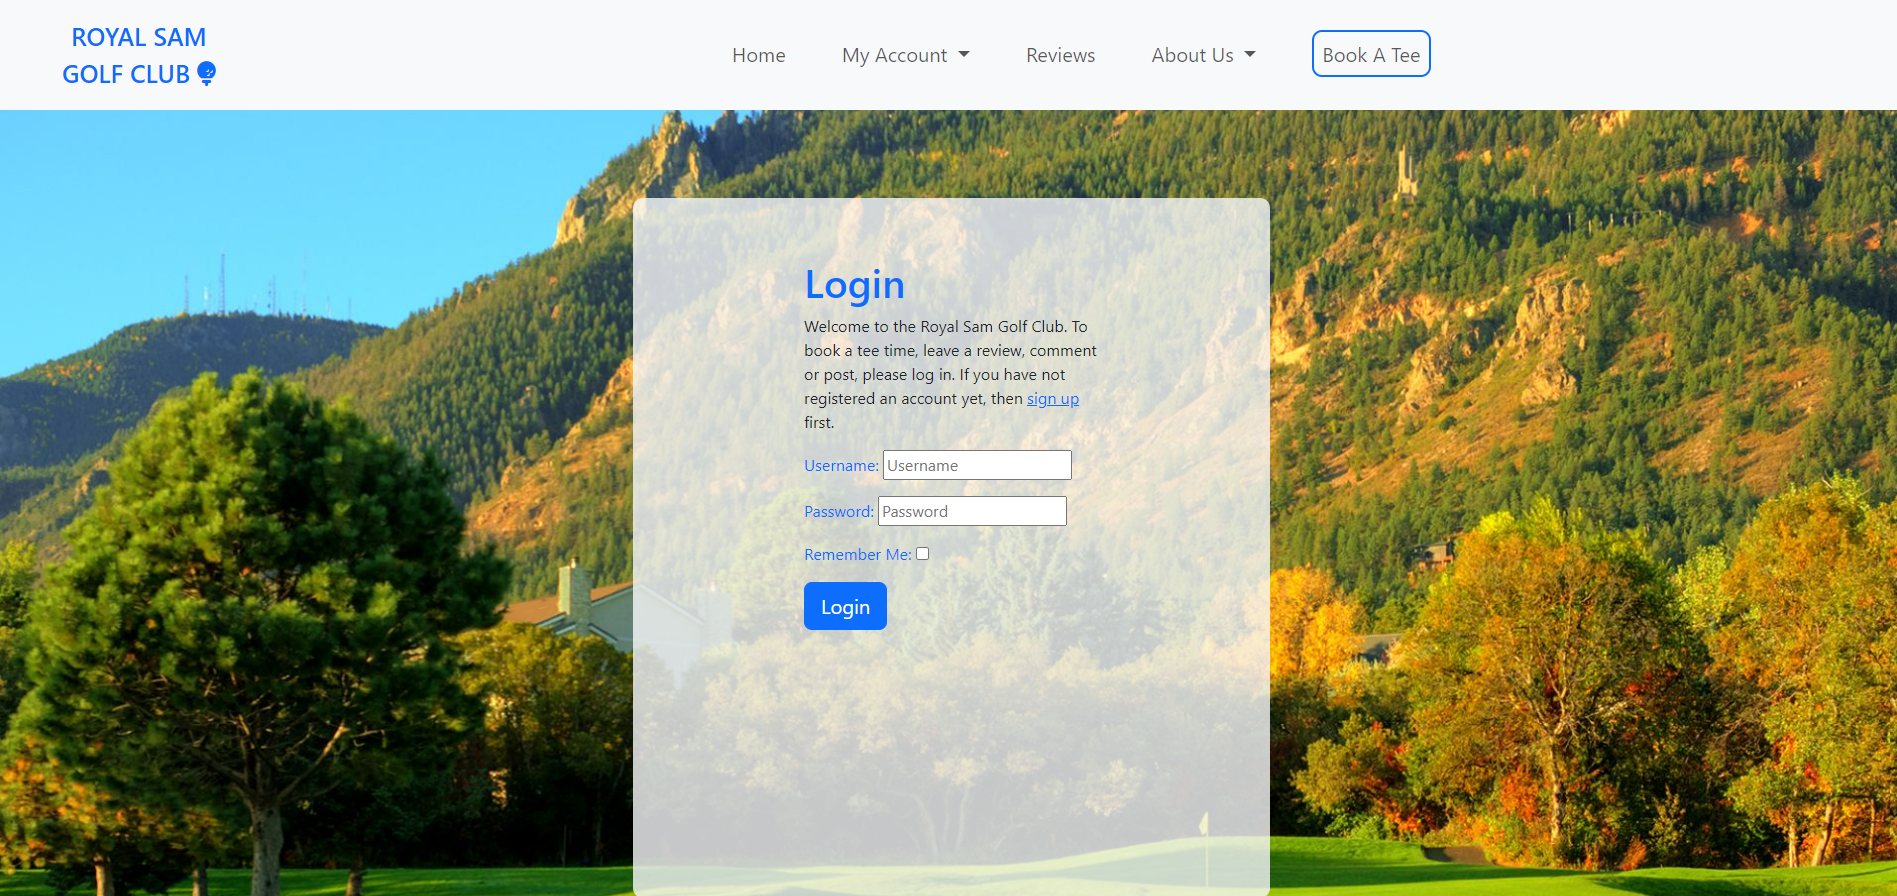 ROYAL SAM
GOLF CLUB
Home
My Account
Reviews
About Us
Book A Tee
Login
Welcome to the Royal Sam Golf Club. To
book a tee time, leave a review, comment
or post, please log in. If you have not
registered an account yet, then sign up
first.
Username: Username
Password: Password
Remember Me:
Login